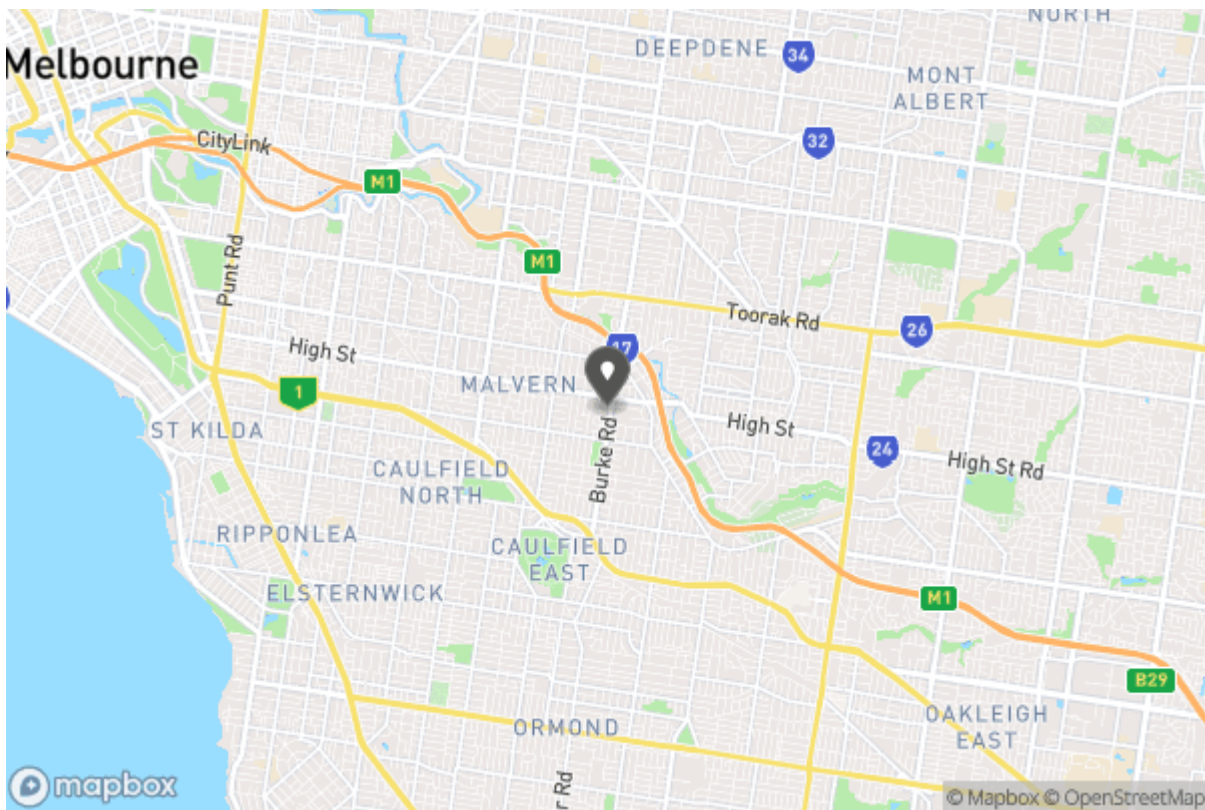 NORTH
DEEPDENE
34
Melbourne
MONT
ALBERT
CityLink
32
M1
Punt Rd
M1
Toorak Rd
26
High St
17
MALVERN
1
High St
ST KILDA
Burke Rd
24
High St Rd
CAULFIELD
NORTH
RIPPONLEA
CAULFIELD
EAST
ELSTERNWICK
M1
B29
OAKLEIGH
EAST
ORMOND
r Rd
mapbox
© Mapbox © OpenStreetMap